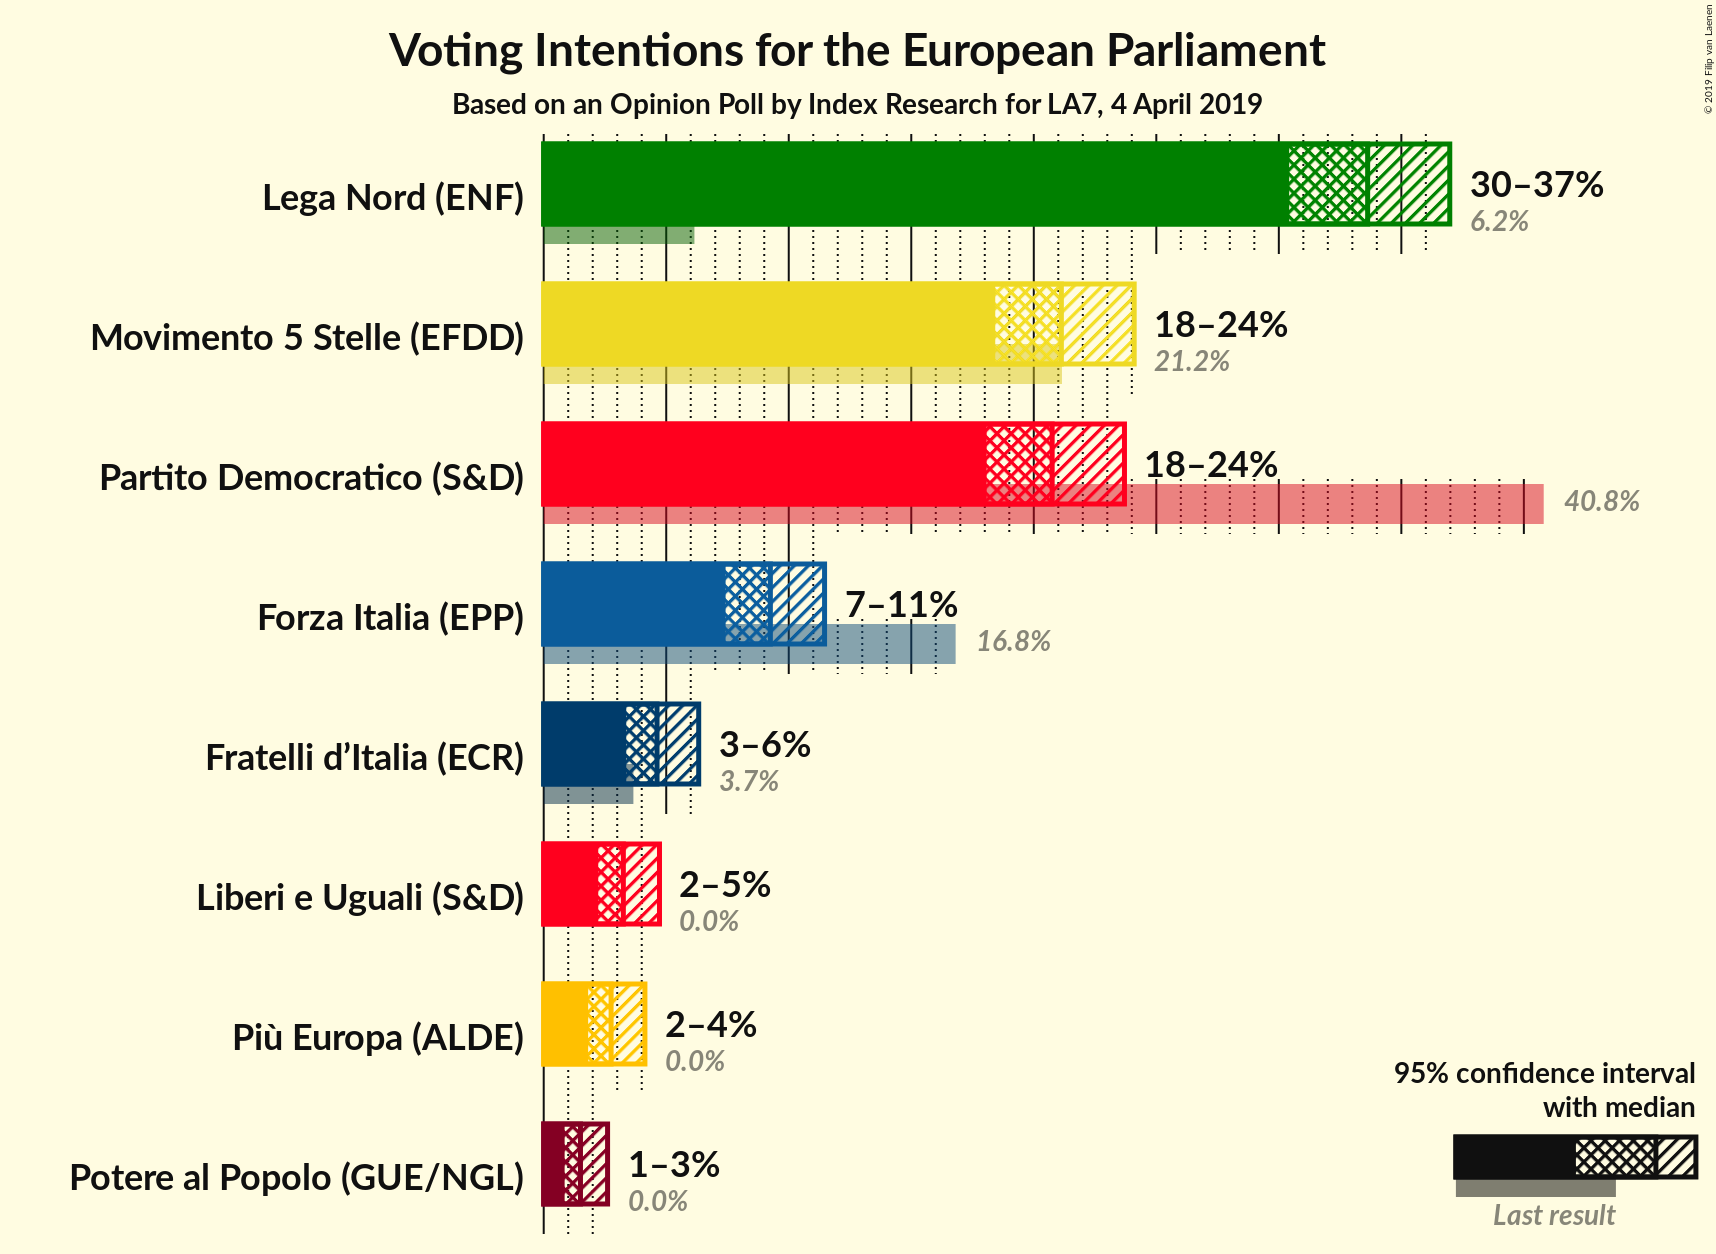 Voting Intentions for the European Parliament
Based on an Opinion Poll by Index Research for LA7, 4 April 2019
© 2019 Filip van Laenen
Lega Nord (ENF)
30–37%
6.2%
Movimento 5 Stelle (EFDD)
18–24%
21.2%
Partito Democratico (S&D)
18–24%
40.8%
Forza Italia (EPP)
7–11%
16.8%
Fratelli d’Italia (ECR)
3–6%
3.7%
Liberi e Uguali (S&D)
2–5%
0.0%
Più Europa (ALDE)
2–4%
0.0%
Potere al Popolo (GUE/NGL)
1–3%
0.0%
95% confidence interval
with median
Last result